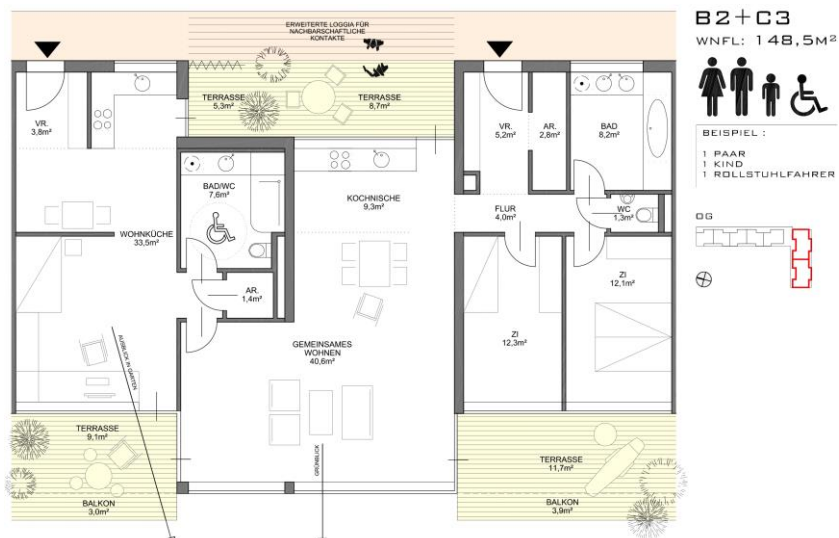 B2+C3
WNFL: 148,5M²
BEISPIEL :
1 PAAR
1 KIND
1 ROLLSTUHLFAHRER
OG
ERWEITERTE LOGGIA FÜR
NACHBARSCHAFTLICHE
KONTAKTE
TERRASSE
5,3m²
TERRASSE
8,7m²
VR.
3,8m²
VR.
5,2m²
AR.
2,8m²
BAD
8,2m²
BAD/WC
7,6m²
KOCHNISCHE
9,3m²
FLUR
4,0m²
WC
1,3m²
WOHNKÜCHE
33,5m²
AR.
1,4m²
ZI
12,1m²
ZI
12,3m²
GEMEINSAMES
WOHNEN
40,6m²
AUSBLICK IN GARTEN
GRÜNBLICK
TERRASSE
9,1m²
TERRASSE
11,7m²
BALKON
3,0m²
BALKON
3,9m²